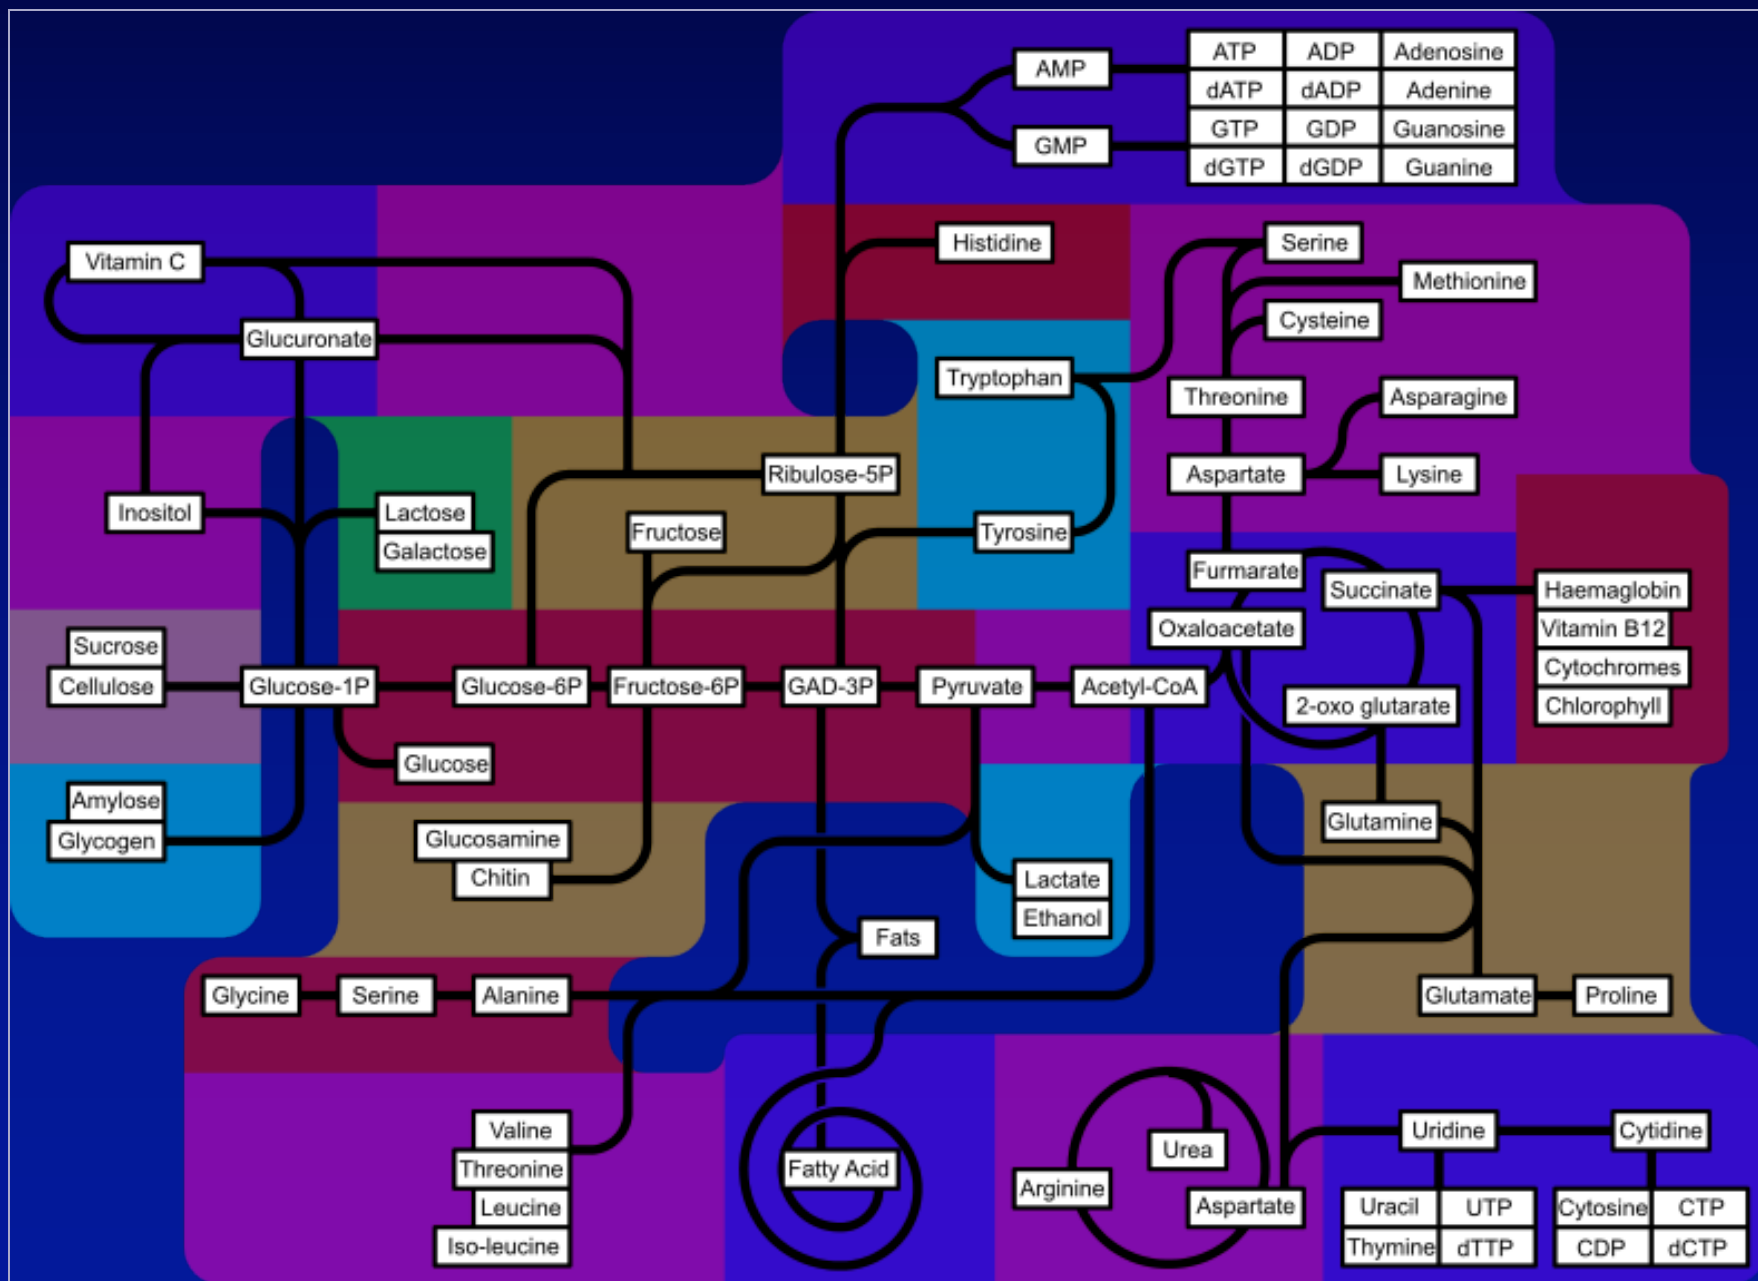 ATP ADP Adenosine
AMP
dATP dADP Adenine
GTP GDP Guanosine
GMP
dGTP dGDP Guanine
Histidine
Serine
Vitamin C
Methionine
Cysteine
Glucuronate
Tryptophan
Threonine
Asparagine
Ribulose-5P
Aspartate
Lysine
Inositol
Lactose
Galactose
Fructose
Tyrosine
Furmarate
Succinate
Haemaglobin
Oxaloacetate
Vitamin B12
Sucrose
Cytochromes
Cellulose
Glucose-1P
Glucose-6P
Fructose-6P
GAD-3P
Pyruvate
Acetyl-CoA
2-oxo glutarate
Chlorophyll
Glucose
Amylose
Glycogen
Glucosamine
Chitin
Glutamine
Lactate
Ethanol
Fats
Glycine
Serine
Alanine
Glutamate
Proline
Valine
Threonine
Leucine
Iso-leucine
Fatty Acid
Urea
Arginine
Aspartate
Uridine
Cytidine
Uracil UTP
Thymine dTTP
Cytosine CTP
CDP dCTP